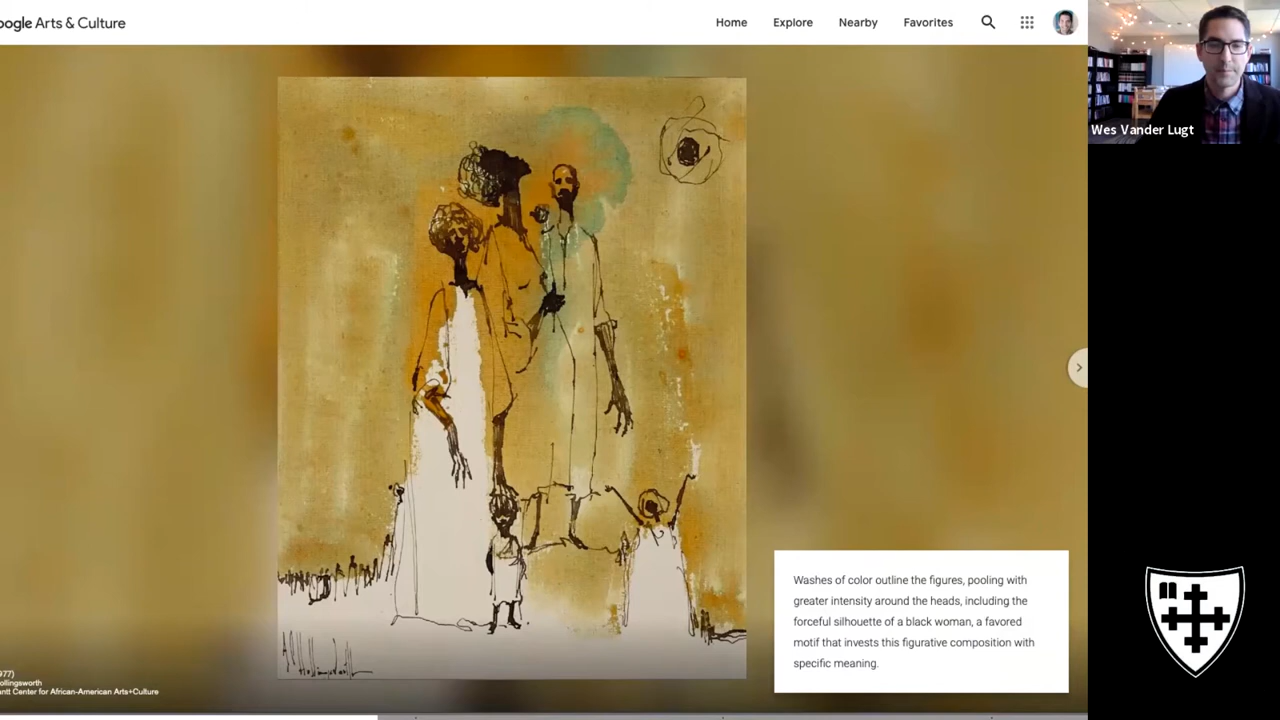 oogle Arts & Culture
Home Explore Nearby Favorites
Wes Vander Lugt
Washes of color outline the figures, pooling with
greater intensity around the heads, including the
forceful silhouette of a black woman, a favored
motif that invests this figurative composition with
specific meaning.
977)
ollingsworth
antt Center for African-American Arts+Culture